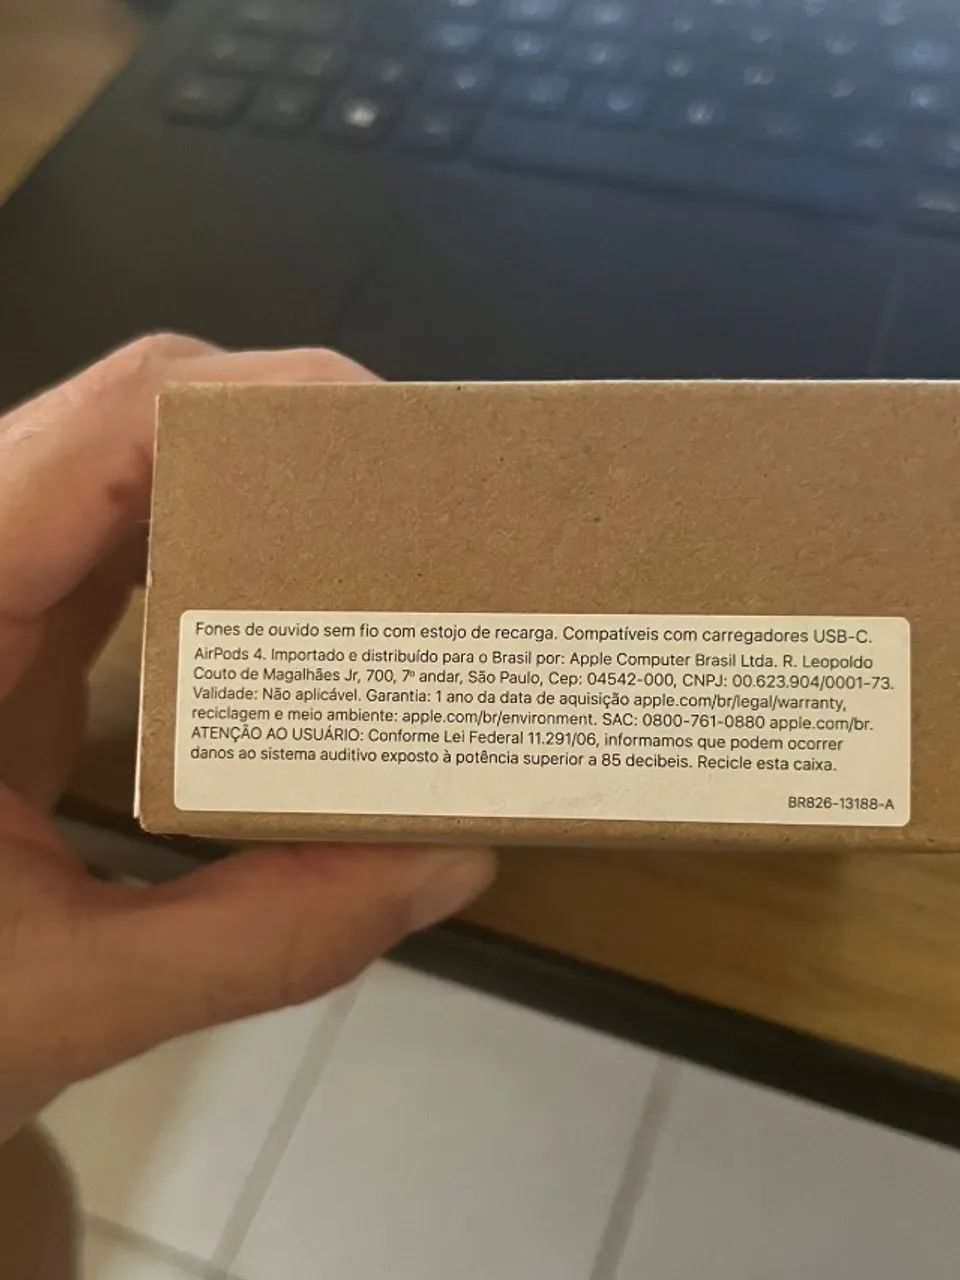 Fones de ouvido sem fio com estojo de recarga. Compatíveis com carregadores USB-C.
AirPods 4. Importado e distribuído para o Brasil por: Apple Computer Brasil Ltda. R. Leopoldo
Couto de Magalhães Jr, 700, 7º andar, São Paulo, Cep: 04542-000, CNPJ: 00.623.904/0001-73.
Validade: Não aplicável. Garantia: 1 ano da data de aquisição apple.com/br/legal/warranty,
reciclagem e meio ambiente: apple.com/br/environment. SAC: 0800-761-0880 apple.com/br.
ATENÇÃO AO USUÁRIO: Conforme Lei Federal 11.291/06, informamos que podem ocorrer
danos ao sistema auditivo exposto à potência superior a 85 decibeis. Recicle esta caixa.
BR826-13188-A